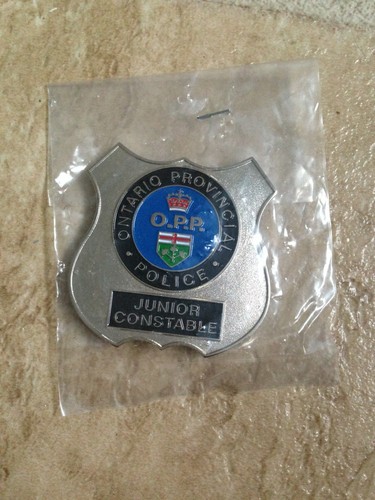 ONTARIO PROVINCIAL
O.P.P.
• POLICE •
JUNIOR
CONSTABLE